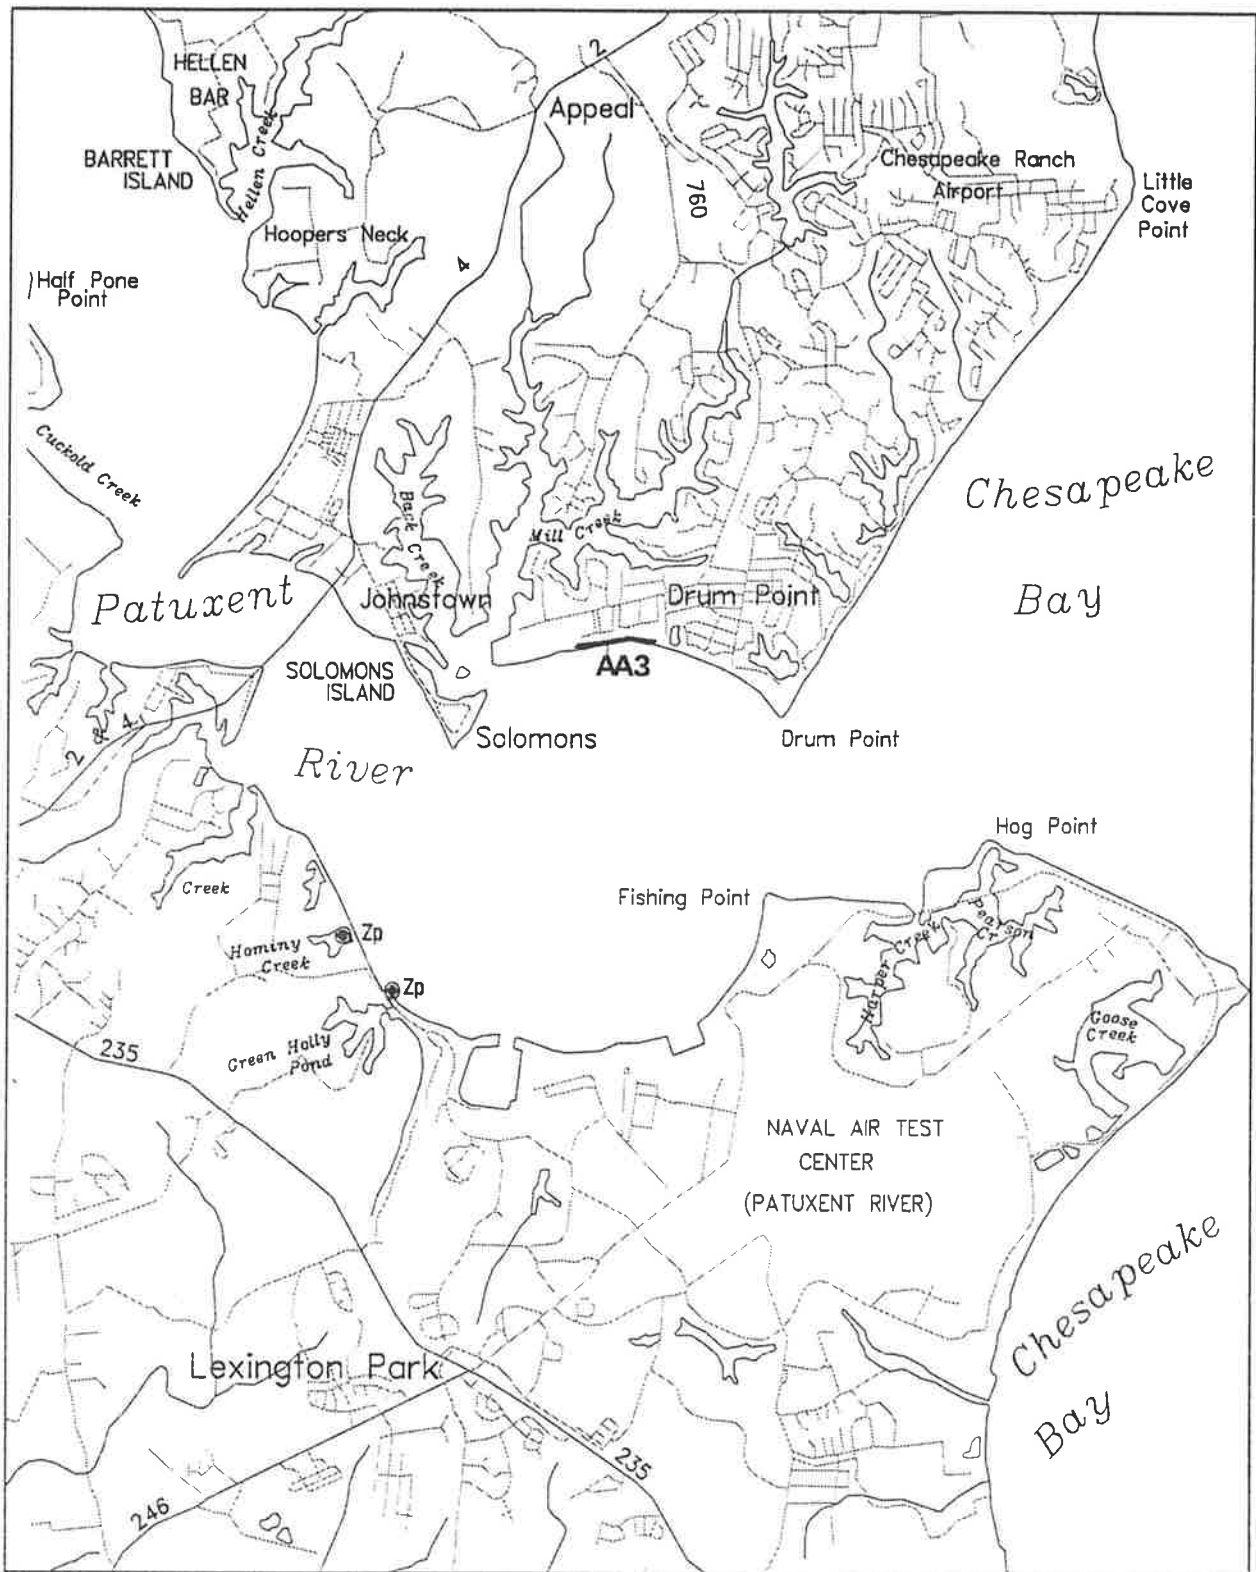 HELLEN
BAR
2
Appeal
Hellen Creek
BARRETT
ISLAND
760
Chesapeake Ranch
Airport
Little
Cove
Point
Hoopers Neck
4
Half Pone
Point
Cuckold Creek
Back Creek
Mill Creek
Chesapeake
Bay
Patuxent
Johnstown
Drum Point
AA3
SOLOMONS
ISLAND
Solomons
Drum Point
2 & 4
River
Hog Point
Creek
Fishing Point
Pearson
Cr
Harper Creek
Hominy
Creek
Zp
Zp
Goose
Creek
Green Holly
Pond
235
NAVAL AIR TEST
CENTER
(PATUXENT RIVER)
Chesapeake
Bay
Lexington Park
235
246